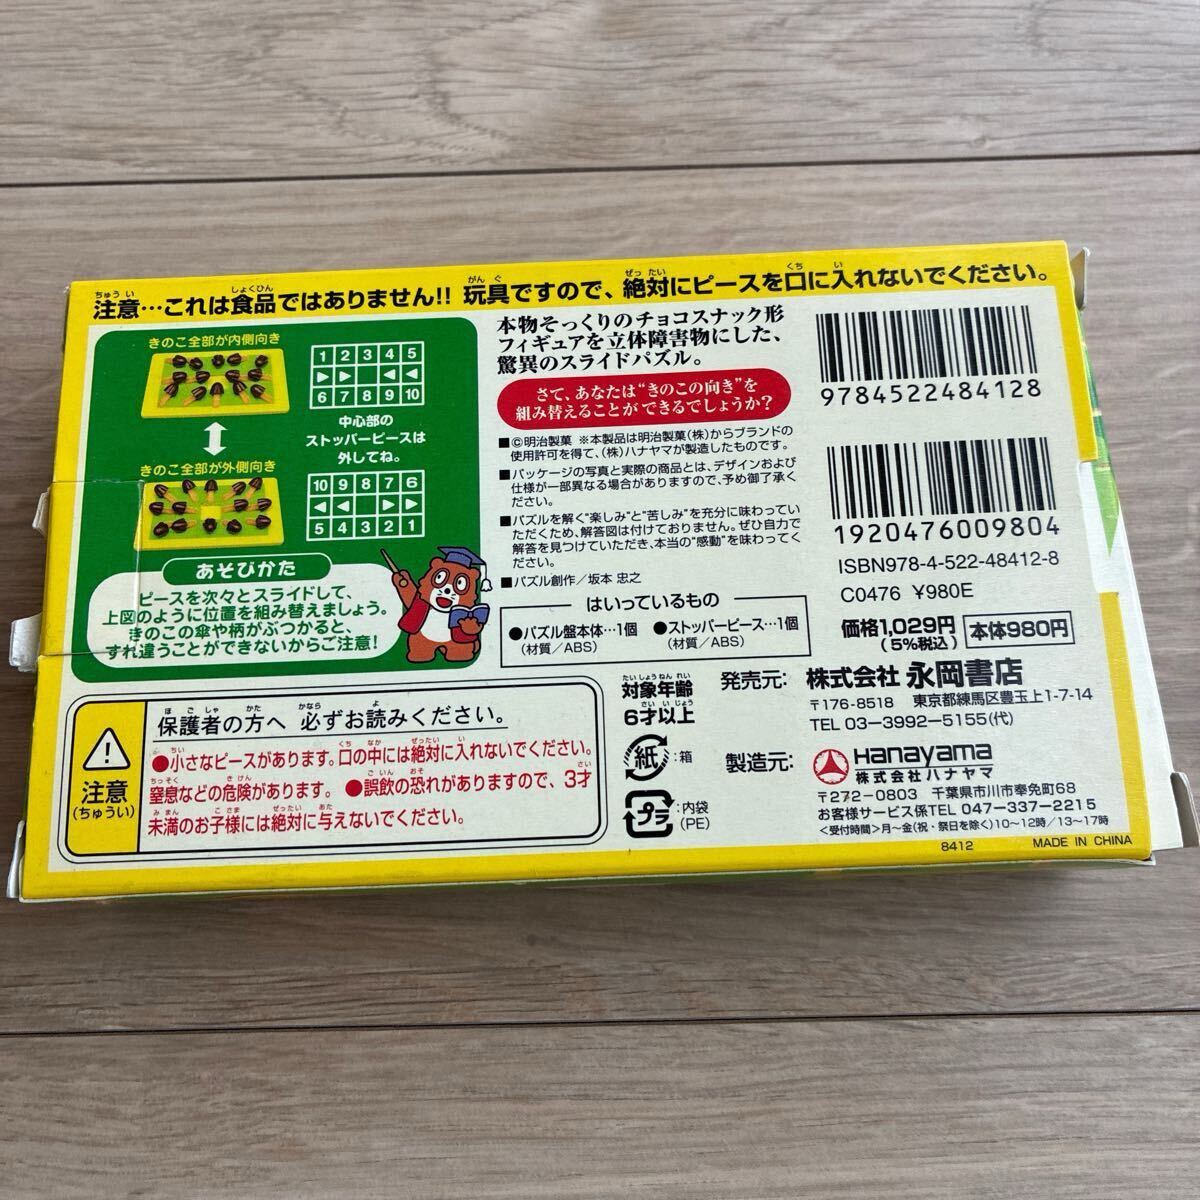 注意…これは食品ではありません!! 玩具ですので、絶対にピースを口に入れないでください。
きのこ全部が内側向き
1 2 3 4 5
▶ ▶ ◀ ◀
6 7 8 9 10
中心部の
ストッパーピースは
外してね。
きのこ全部が外側向き
10 9 8 7 6
◀ ◀ ▶ ▶
5 4 3 2 1
あそびかた
ピースを次々とスライドして、
上図のように位置を組み替えましょう。
きのこの傘や柄がぶつかると、
すれ違うことができないからご注意!
本物そっくりのチョコスナック形
フィギュアを立体障害物にした、
驚異のスライドパズル。
さて、あなたは“きのこの向き”を
組み替えることができるでしょうか?
■©明治製菓 ※本製品は明治製菓(株)からブランドの
使用許可を得て、(株)ハナヤマが製造したものです。
■パッケージの写真と実際の商品とは、デザインおよび
仕様が一部異なる場合がありますので、予め御了承く
ださい。
■パズルを解く“楽しみ”と“苦しみ”を充分に味わってい
ただくため、解答図は付けておりません。ぜひ自力で
解答を見つけていただき、本当の“感動”を味わってく
ださい。
■パズル創作/坂本 忠之
はいっているもの
●パズル盤本体…1個
(材質/ABS)
●ストッパーピース…1個
(材質/ABS)
9784522484128
1920476009804
ISBN978-4-522-48412-8
C0476 ¥980E
価格1,029円
(5%税込)
本体980円
注意
(ちゅうい)
保護者の方へ 必ずお読みください。
●小さなピースがあります。口の中には絶対に入れないでください。
窒息などの危険があります。 ●誤飲の恐れがありますので、3才
未満のお子様には絶対に与えないでください。
対象年齢
6才以上
紙 :箱
プラ :内袋
(PE)
発売元: 株式会社 永岡書店
〒176-8518 東京都練馬区豊玉上1-7-14
TEL 03-3992-5155(代)
製造元: Hanayama
株式会社ハナヤマ
〒272-0803 千葉県市川市奉免町68
お客様サービス係TEL 047-337-2215
<受付時間>月~金(祝・祭日を除く)10~12時/13~17時
8412 MADE IN CHINA